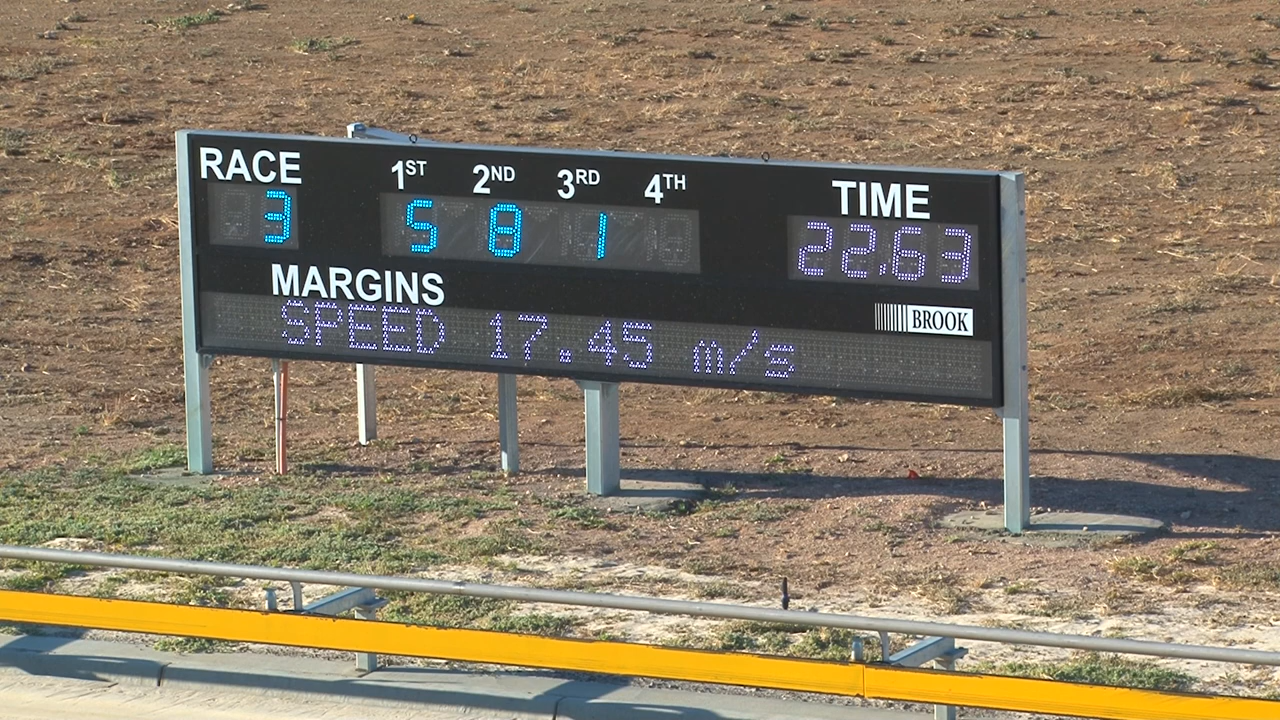 RACE 1ST 2ND 3RD 4TH TIME
3 5 8 1 22.63
MARGINS
BROOK
SPEED 17.45 m/s